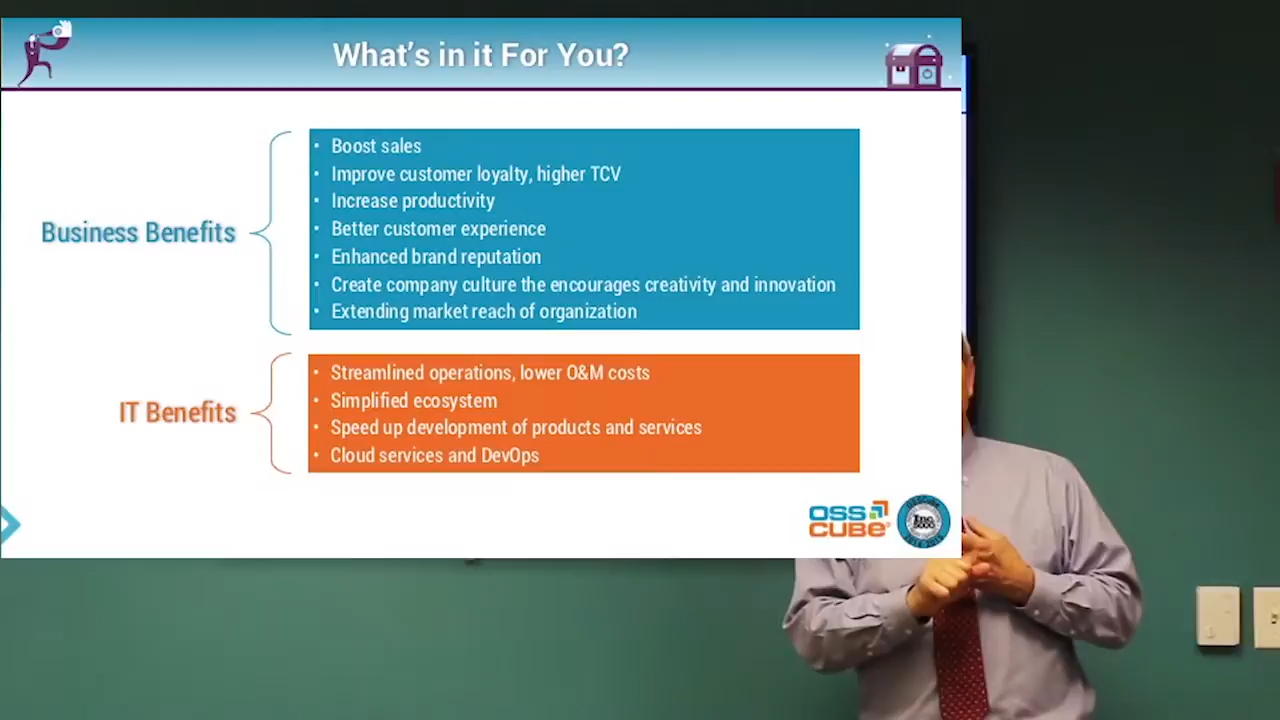 What's in it For You?
Business Benefits
• Boost sales
• Improve customer loyalty, higher TCV
• Increase productivity
• Better customer experience
• Enhanced brand reputation
• Create company culture the encourages creativity and innovation
• Extending market reach of organization
IT Benefits
• Streamlined operations, lower O&M costs
• Simplified ecosystem
• Speed up development of products and services
• Cloud services and DevOps
OSS
CUBE
Inc.
5000